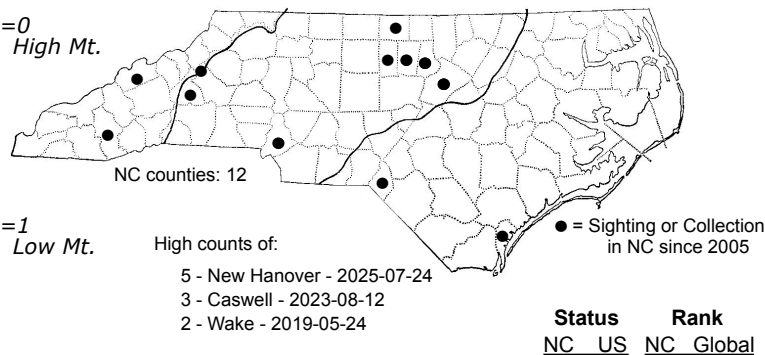 =0
High Mt.
NC counties: 12
=1
Low Mt.
High counts of:
5 - New Hanover - 2025-07-24
3 - Caswell - 2023-08-12
2 - Wake - 2019-05-24
● = Sighting or Collection
in NC since 2005
Status Rank
NC US NC Global